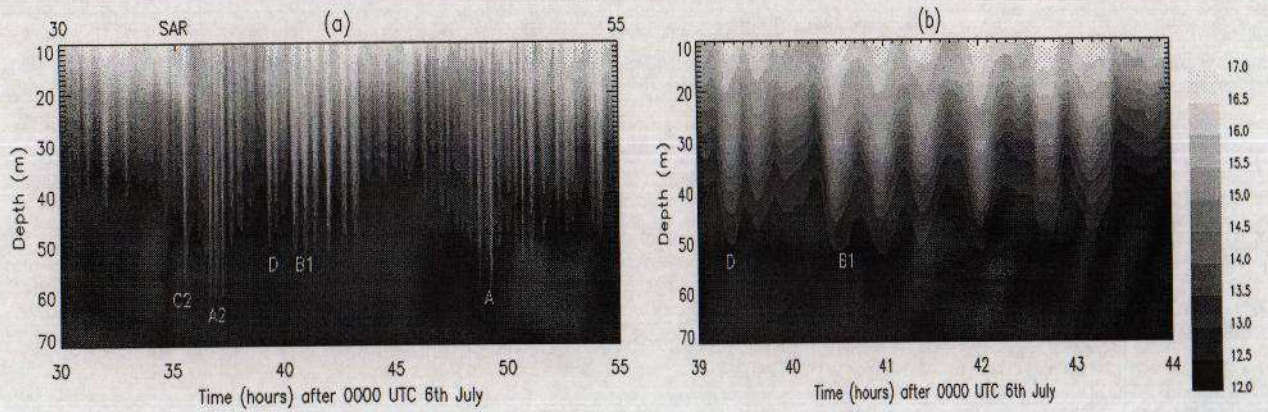 30 SAR (a) 55
10
20
30
40
50
60
70
Depth (m)
C2
A2
D
B1
A
30 35 40 45 50 55
Time (hours) after 0000 UTC 6th July
(b)
10
20
30
40
50
60
70
Depth (m)
D
B1
39 40 41 42 43 44
Time (hours) after 0000 UTC 6th July
17.0
16.5
16.0
15.5
15.0
14.5
14.0
13.5
13.0
12.5
12.0